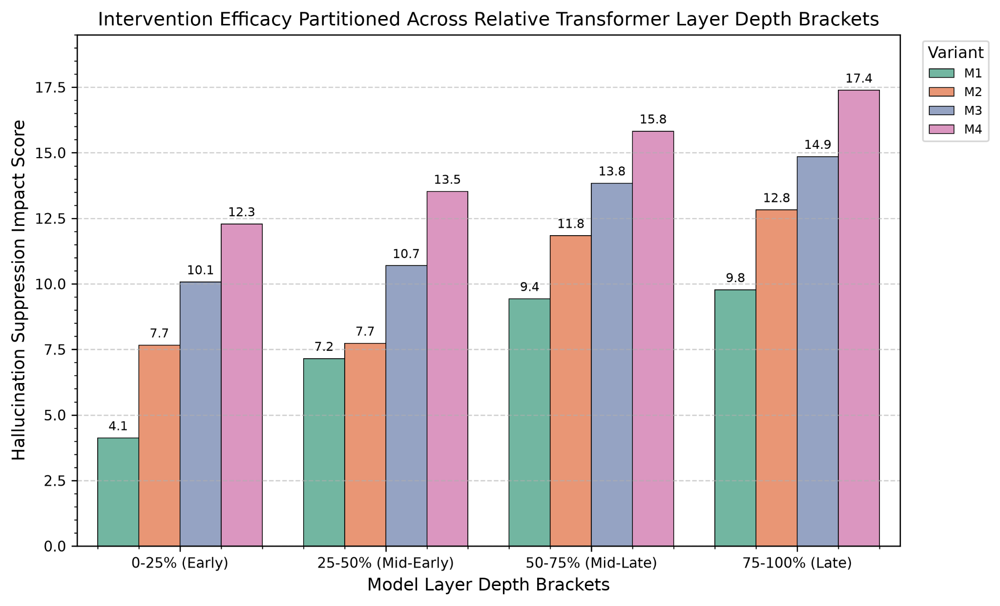 Intervention Efficacy Partitioned Across Relative Transformer Layer Depth Brackets
Variant
M1
M2
M3
M4
Hallucination Suppression Impact Score
17.5
15.0
12.5
10.0
7.5
5.0
2.5
0.0
4.1
7.7
10.1
12.3
7.2
7.7
10.7
13.5
9.4
11.8
13.8
15.8
9.8
12.8
14.9
17.4
0-25% (Early)
25-50% (Mid-Early)
50-75% (Mid-Late)
75-100% (Late)
Model Layer Depth Brackets